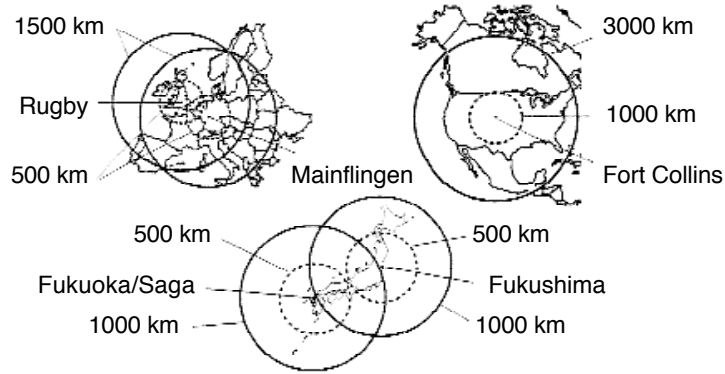 1500 km
Rugby
500 km
Mainflingen
3000 km
1000 km
Fort Collins
500 km
500 km
Fukuoka/Saga
Fukushima
1000 km
1000 km